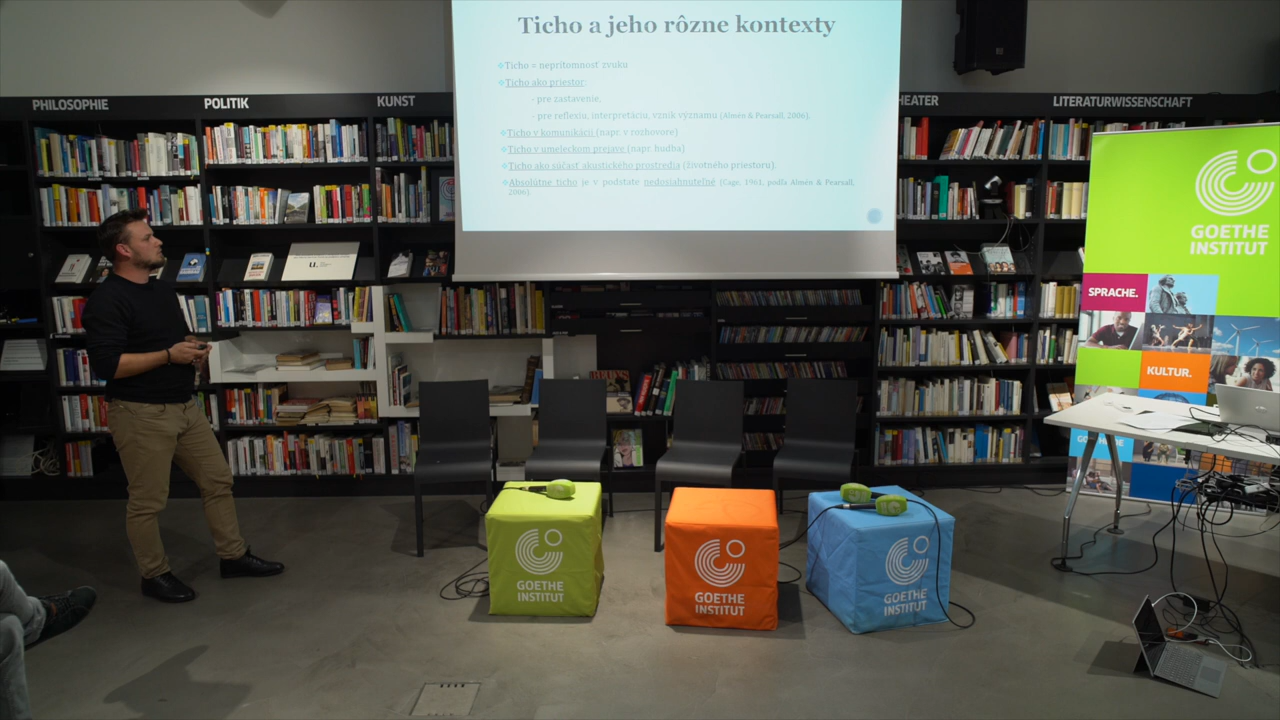 Ticho a jeho rôzne kontexty
Ticho = neprítomnosť zvuku
Ticho ako priestor:
- pre zastavenie,
- pre reflexiu, interpretáciu, vznik významu (Almén & Pearsall, 2006).
Ticho v komunikácii (napr. v rozhovore)
Ticho v umeleckom prejave (napr. hudba)
Ticho ako súčasť akustického prostredia (životného priestoru).
Absolútne ticho je v podstate nedosiahnuteľné (Cage, 1961, podľa Almén & Pearsall,
2006).
PHILOSOPHIE
POLITIK
KUNST
HEATER
LITERATURWISSENSCHAFT
GOETHE
INSTITUT
SPRACHE.
KULTUR.
u.
GOETHE
INSTITUT
GOETHE
INSTITUT
GOETHE
INSTITUT